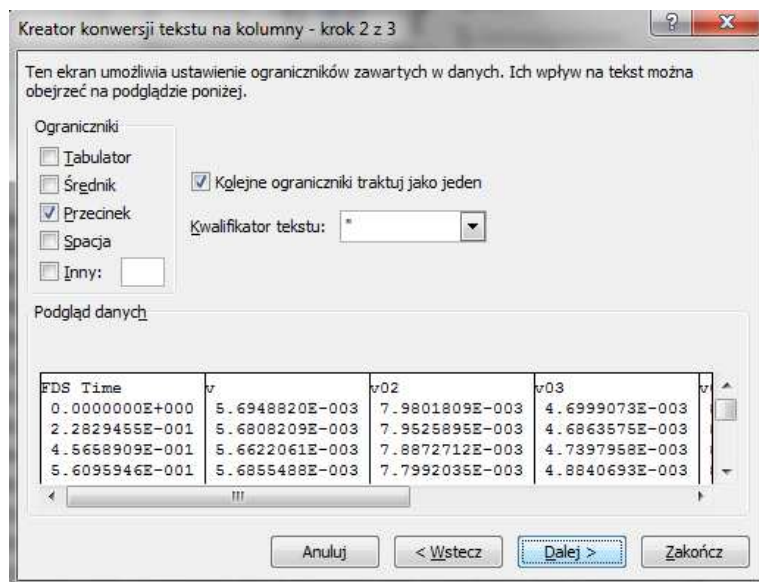 Kreator konwersji tekstu na kolumny - krok 2 z 3
Ten ekran umożliwia ustawienie ograniczników zawartych w danych. Ich wpływ na tekst można
obejrzeć na podglądzie poniżej.
Ograniczniki
Tabulator
Średnik
Przecinek
Spacja
Inny:
Kolejne ograniczniki traktuj jako jeden
Kwalifikator tekstu: "
Podgląd danych
FDS Time v v02 v03
0.0000000E+000 5.6948820E-003 7.9801809E-003 4.6999073E-003
2.2829455E-001 5.6808209E-003 7.9525895E-003 4.6863575E-003
4.5658909E-001 5.6622061E-003 7.8872712E-003 4.7397958E-003
5.6095946E-001 5.6855488E-003 7.7992035E-003 4.8840693E-003
Anuluj < Wstecz Dalej > Zakończ